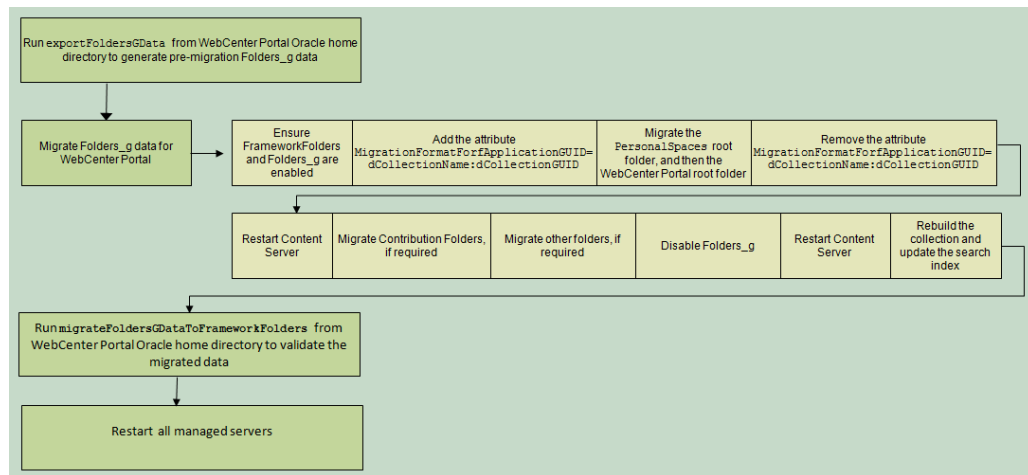 Run exportFoldersGData from WebCenter Portal Oracle home
directory to generate pre-migration Folders_g data
Migrate Folders_g data for
WebCenter Portal
Ensure
FrameworkFolders
and Folders_g are
enabled
Add the attribute
MigrationFormatForfApplicationGUID=
dCollectionName:dCollectionGUID
Migrate the
PersonalSpaces root
folder, and then the
WebCenter Portal root folder
Remove the attribute
MigrationFormatForfApplicationGUID=
dCollectionName:dCollectionGUID
Restart Content
Server
Migrate Contribution Folders,
if required
Migrate other folders, if
required
Disable Folders_g
Restart Content
Server
Rebuild the
collection and
update the search
index
Run migrateFoldersGDataToFrameworkFolders from
WebCenter Portal Oracle home directory to validate the
migrated data
Restart all managed servers